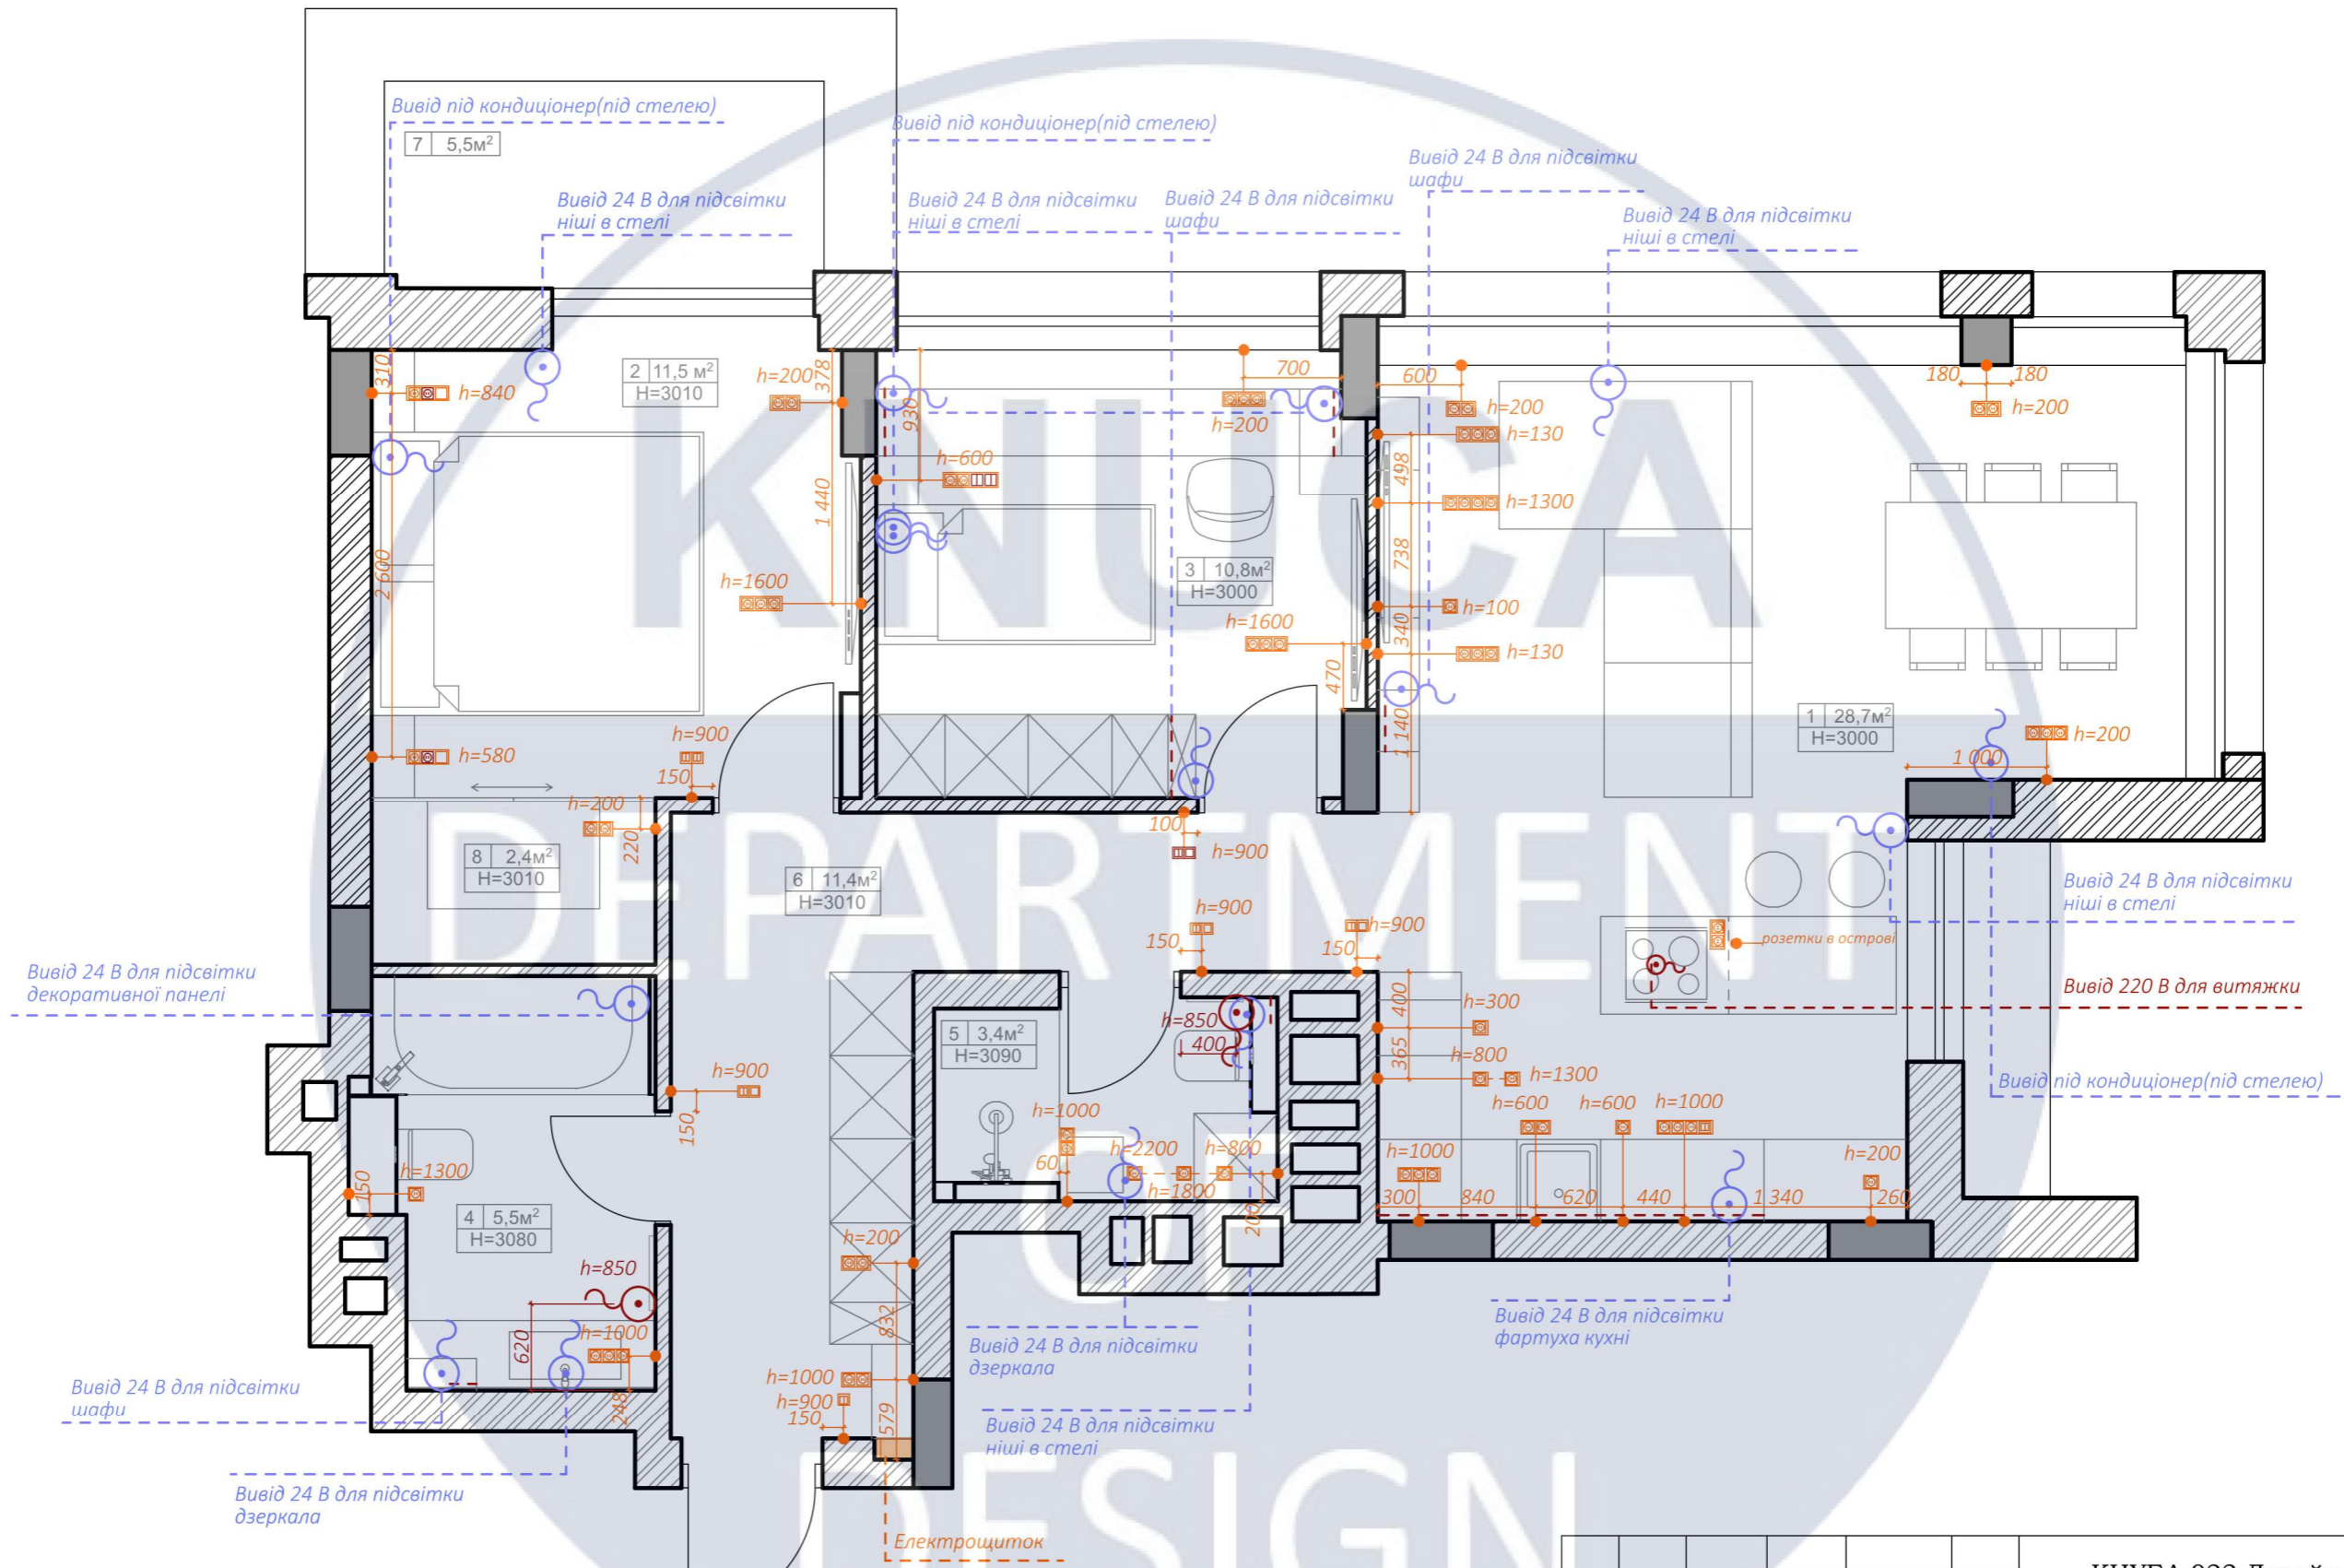 Вивід під кондиціонер(під стелею)
7 5,5м²
Вивід під кондиціонер(під стелею)
Вивід 24 В для підсвітки
ніші в стелі
Вивід 24 В для підсвітки
ніші в стелі
Вивід 24 В для підсвітки
шафи
Вивід 24 В для підсвітки
шафи
Вивід 24 В для підсвітки
ніші в стелі
310
h=840
2 11,5 м²
H=3010
h=200
378
930
700
h=200
600
h=200
180
180
h=200
h=130
498
h=600
h=1300
1 440
738
2 600
h=1600
3 10,8м²
H=3000
h=1600
h=100
340
h=130
470
1 140
KNUCA
1 28,7м²
H=3000
h=200
1 000
h=900
150
h=580
h=200
220
8 2,4м²
H=3010
6 11,4м²
H=3010
100
h=900
DEPARTMENT
h=900
150
h=900
150
розетки в острові
Вивід 24 В для підсвітки
ніші в стелі
Вивід 220 В для витяжки
Вивід під кондиціонер(під стелею)
Вивід 24 В для підсвітки
декоративної панелі
5 3,4м²
H=3090
h=850
400
400
h=300
365
h=800
h=1300
h=900
150
h=1000
60
h=2200
h=800
h=1800
200
h=600
h=600
h=1000
h=1000
h=200
300
840
620
440
1 340
260
h=1300
150
4 5,5м²
H=3080
OF
h=850
620
h=1000
248
h=200
832
h=1000
h=900
150
579
Вивід 24 В для підсвітки
дзеркала
Вивід 24 В для підсвітки
ніші в стелі
Вивід 24 В для підсвітки
фартуха кухні
Вивід 24 В для підсвітки
шафи
Вивід 24 В для підсвітки
дзеркала
DESIGN
Електрощиток